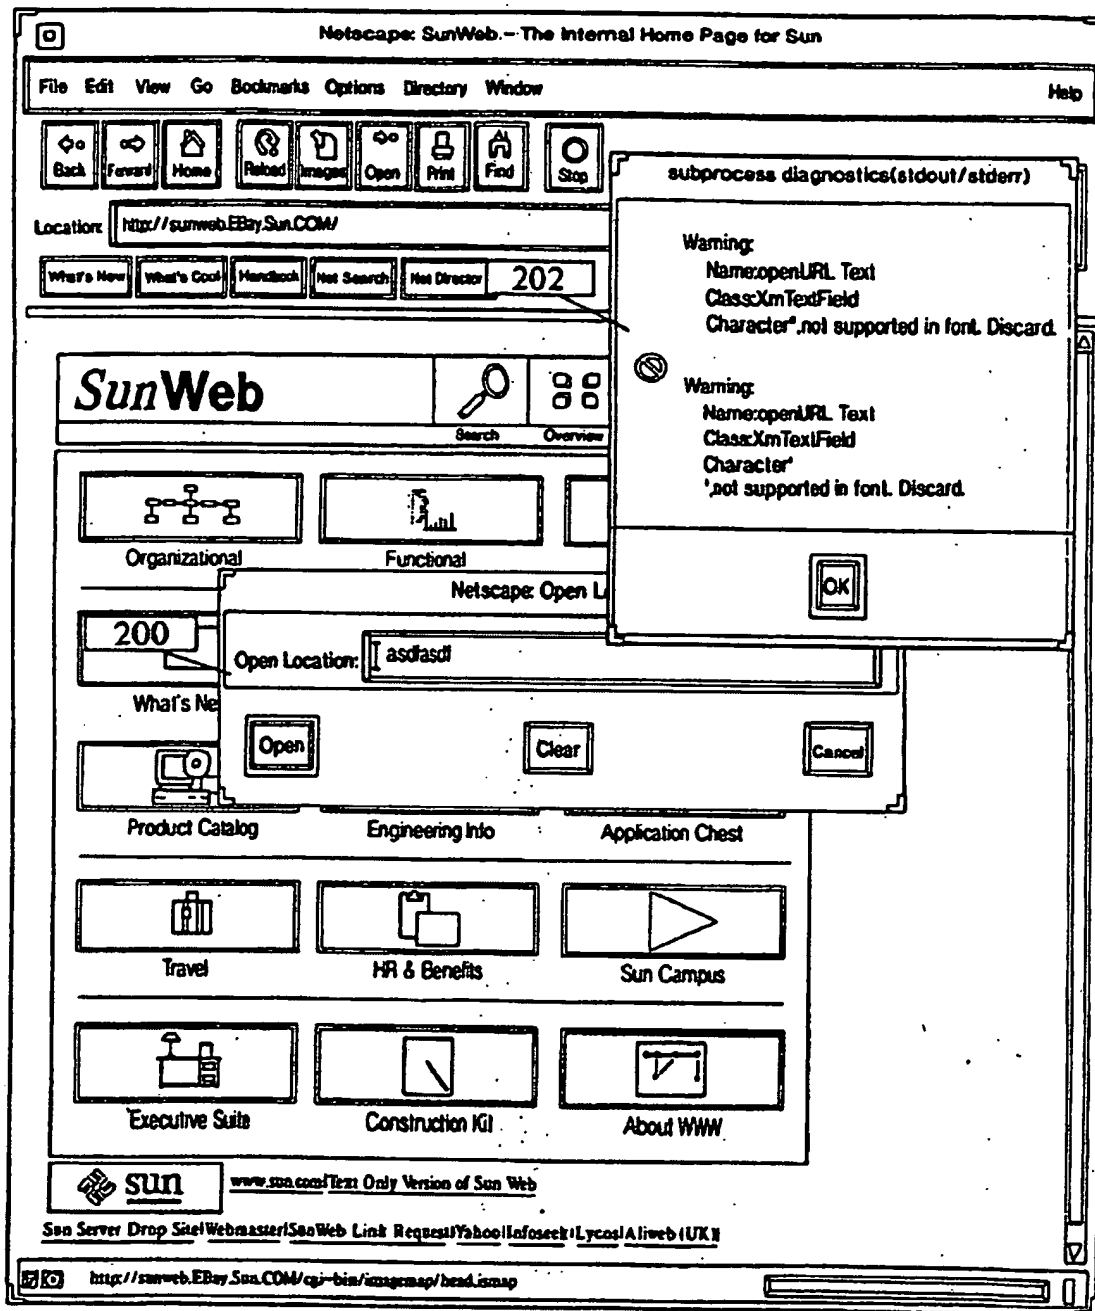 Netscape: SunWeb.– The Internal Home Page for Sun
File Edit View Go Bookmarks Options Directory Window Help
Back Forward Home Reload Images Open Print Find Stop
subprocess diagnostics(stdout/stderr)
Location: http://sunweb.EBay.Sun.COM/
What's New What's Cool Handbook Net Search Net Director 202
Warning:
Name:openURL Text
Class:XmTextField
Character",not supported in font. Discard.
Warning:
Name:openURL Text
Class:XmTextField
Character'
',not supported in font. Discard.
OK
SunWeb
Search Overview
Organizational Functional
Netscape: Open L
200
Open Location: asdfasdf
What's Ne
Open Clear Cancel
Product Catalog Engineering Info Application Chest
Travel HR & Benefits Sun Campus
Executive Suite Construction Kit About WWW
sun www.sun.com|Text Only Version of Sun Web
Sun Server Drop Site|Webmaster|SunWeb Link Request|Yahoo|Infoseek|Lycos|Aliweb (UK)|
http://sunweb.EBay.Sun.COM/cgi-bin/imagemap/head.ismap